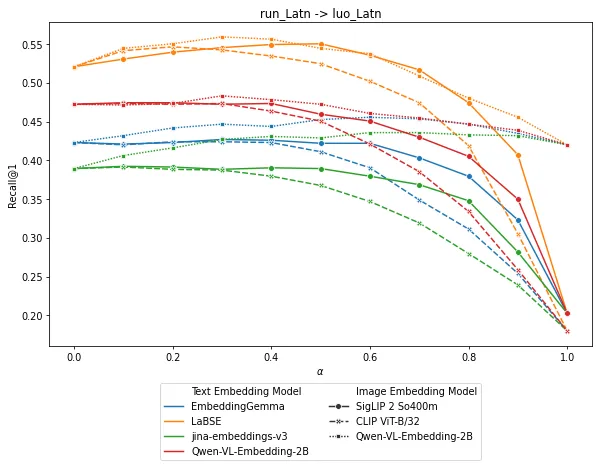 run_Latn -> luo_Latn
Recall@1
0.55
0.50
0.45
0.40
0.35
0.30
0.25
0.20
0.0 0.2 0.4 0.6 0.8 1.0
α
Text Embedding Model
EmbeddingGemma
LaBSE
jina-embeddings-v3
Qwen-VL-Embedding-2B
Image Embedding Model
SigLIP 2 So400m
CLIP ViT-B/32
Qwen-VL-Embedding-2B